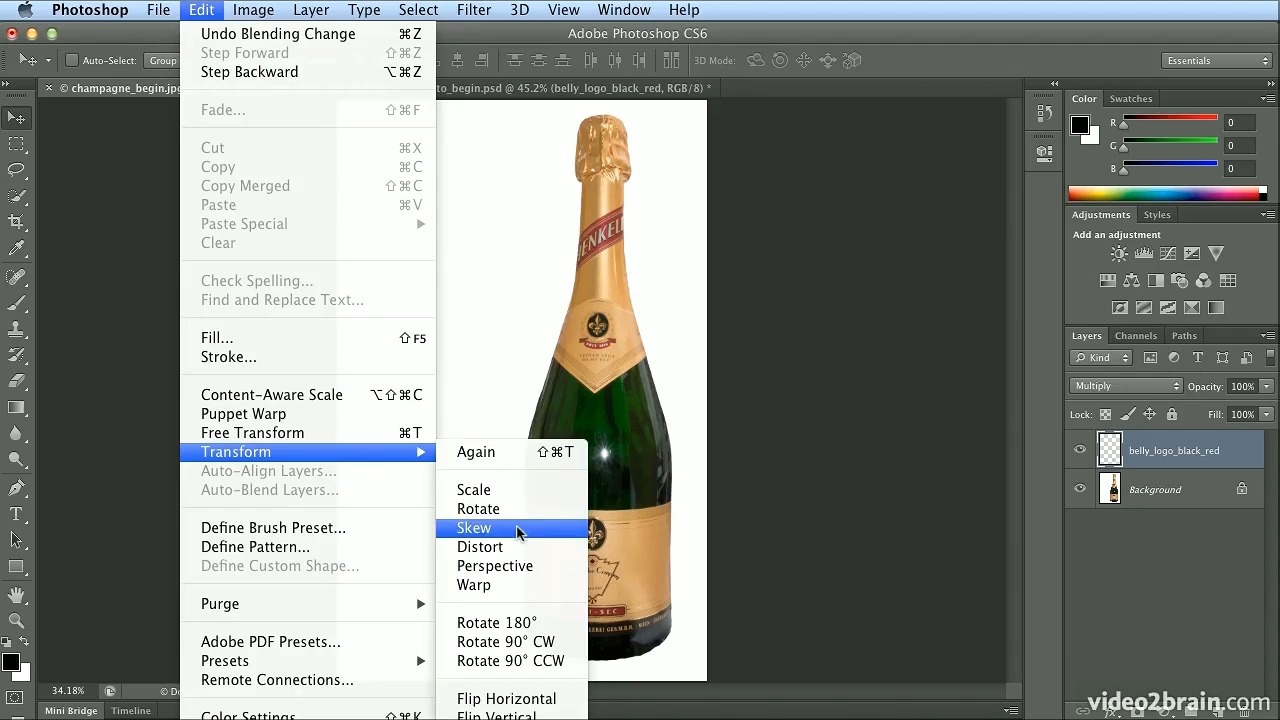 Photoshop File Edit Image Layer Type Select Filter 3D View Window Help
Adobe Photoshop CS6
Auto-Select: Group 3D Mode: Essentials
© champagne_begin.jpg
to_begin.psd @ 45.2% (belly_logo_black_red, RGB/8) *
Undo Blending Change ⌘Z
Step Forward ⇧⌘Z
Step Backward ⌥⌘Z
Fade... ⇧⌘F
Cut ⌘X
Copy ⌘C
Copy Merged ⇧⌘C
Paste ⌘V
Paste Special
Clear
Check Spelling...
Find and Replace Text...
Fill... ⇧F5
Stroke...
Content-Aware Scale ⌥⇧⌘C
Puppet Warp
Free Transform ⌘T
Transform
Auto-Align Layers...
Auto-Blend Layers...
Define Brush Preset...
Define Pattern...
Define Custom Shape...
Purge
Adobe PDF Presets...
Presets
Remote Connections...
Color Settings... ⇧⌘K
Again ⇧⌘T
Scale
Rotate
Skew
Distort
Perspective
Warp
Rotate 180°
Rotate 90° CW
Rotate 90° CCW
Flip Horizontal
Flip Vertical
HENKELL
Color Swatches
R 0
G 0
B 0
Adjustments Styles
Add an adjustment
Layers Channels Paths
Kind
Multiply Opacity: 100%
Lock: Fill: 100%
belly_logo_black_red
Background
34.18%
Mini Bridge Timeline
video2brain.com